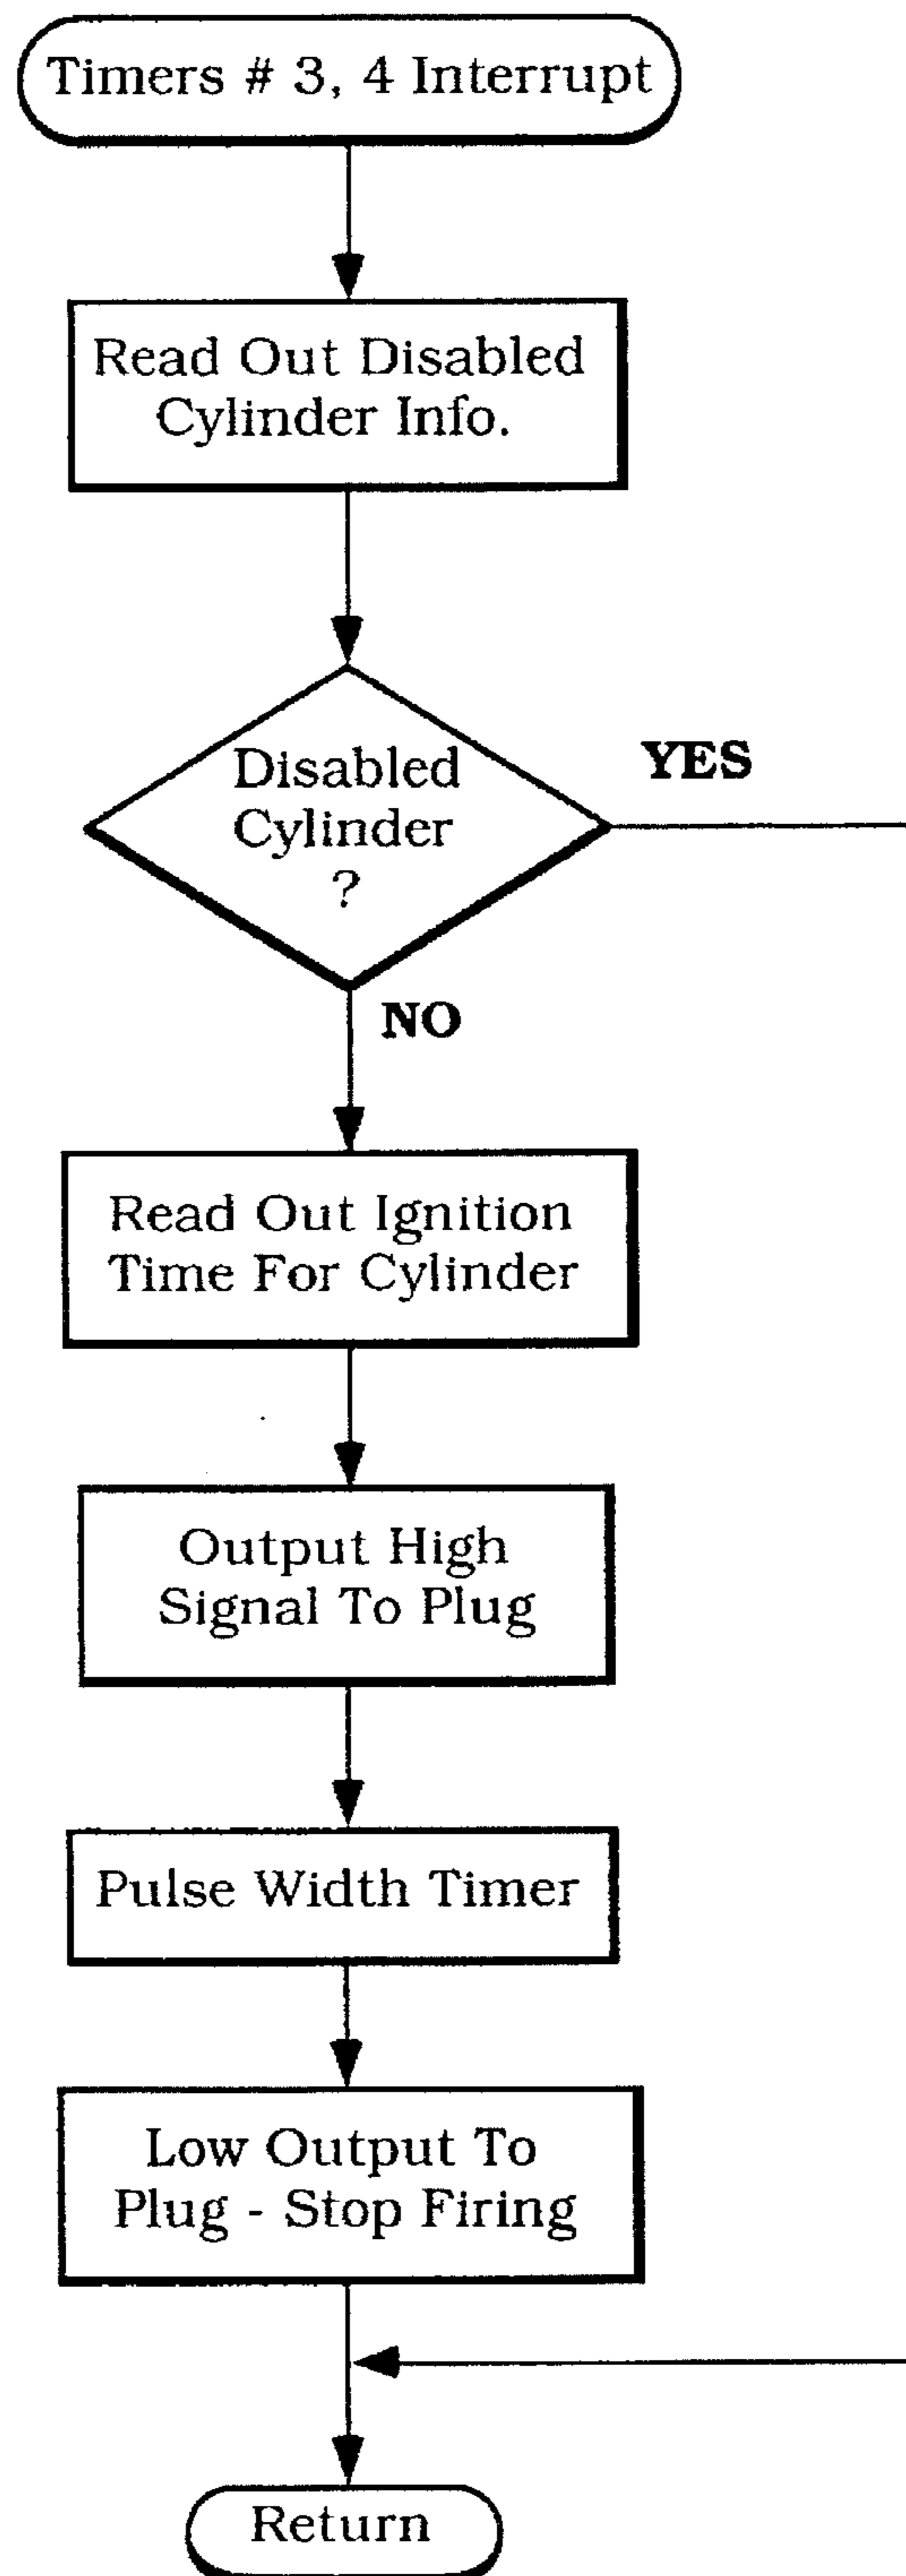 Timers # 3, 4 Interrupt
Read Out Disabled
Cylinder Info.
Disabled
Cylinder
?
YES
NO
Read Out Ignition
Time For Cylinder
Output High
Signal To Plug
Pulse Width Timer
Low Output To
Plug - Stop Firing
Return